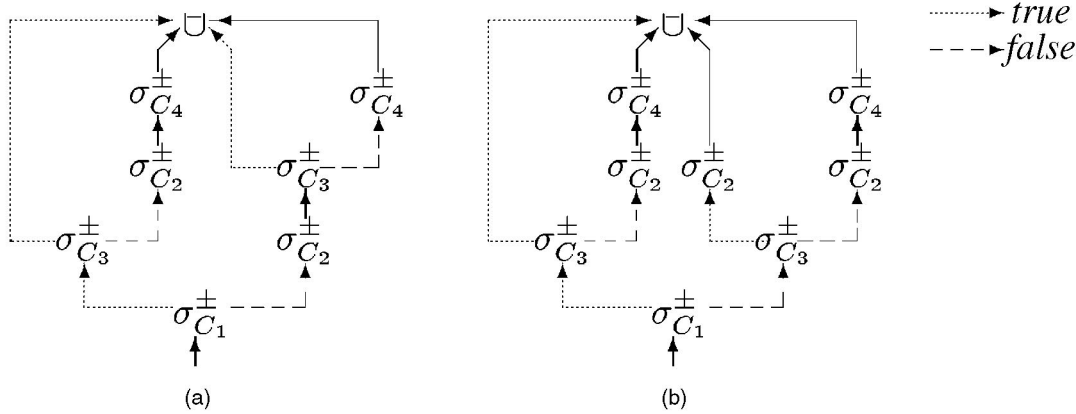 ⊍ ⊍ true
false
σ±C4 σ±C4 σ±C4 σ±C4
σ±C2 σ±C3 σ±C2 σ±C2 σ±C2
σ±C3 σ±C2 σ±C3 σ±C3
σ±C1 σ±C1
(a) (b)